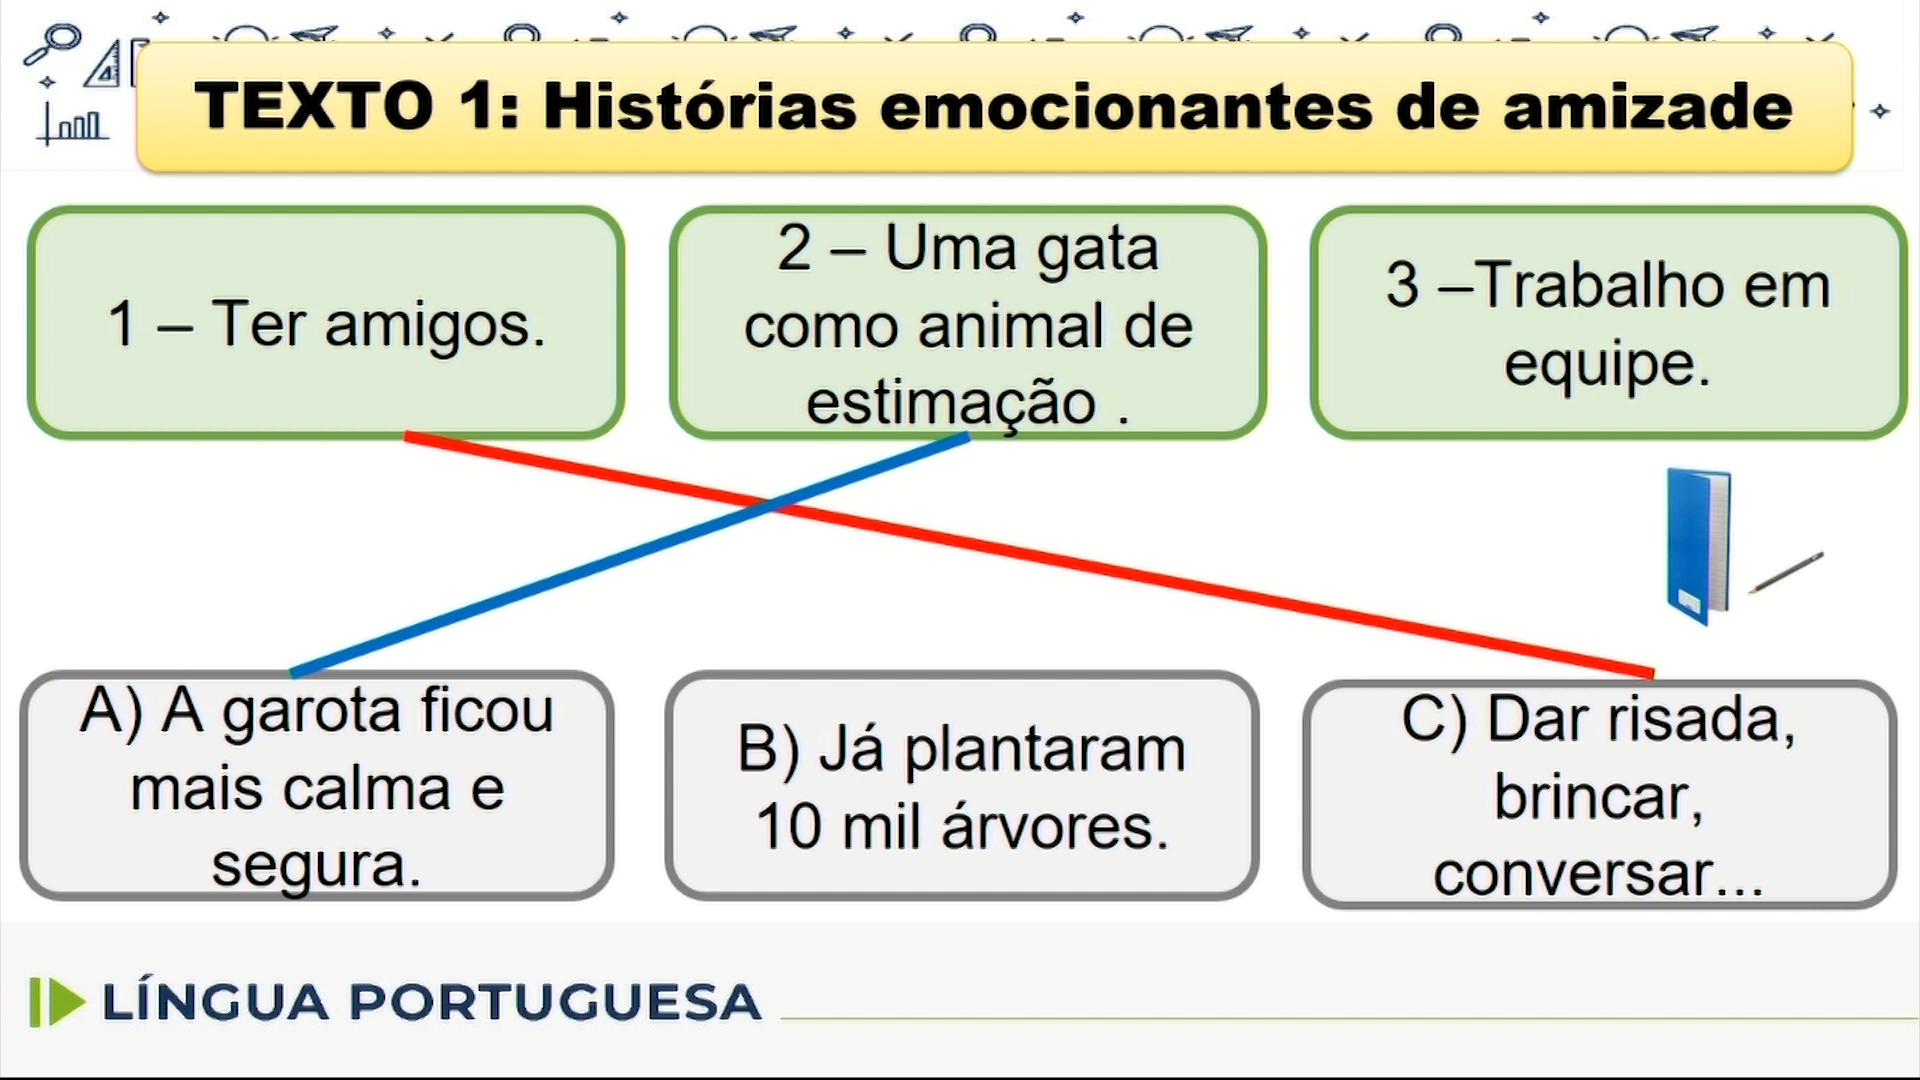 TEXTO 1: Histórias emocionantes de amizade
1 – Ter amigos.
2 – Uma gata
como animal de
estimação .
3 –Trabalho em
equipe.
A) A garota ficou
mais calma e
segura.
B) Já plantaram
10 mil árvores.
C) Dar risada,
brincar,
conversar...
LÍNGUA PORTUGUESA